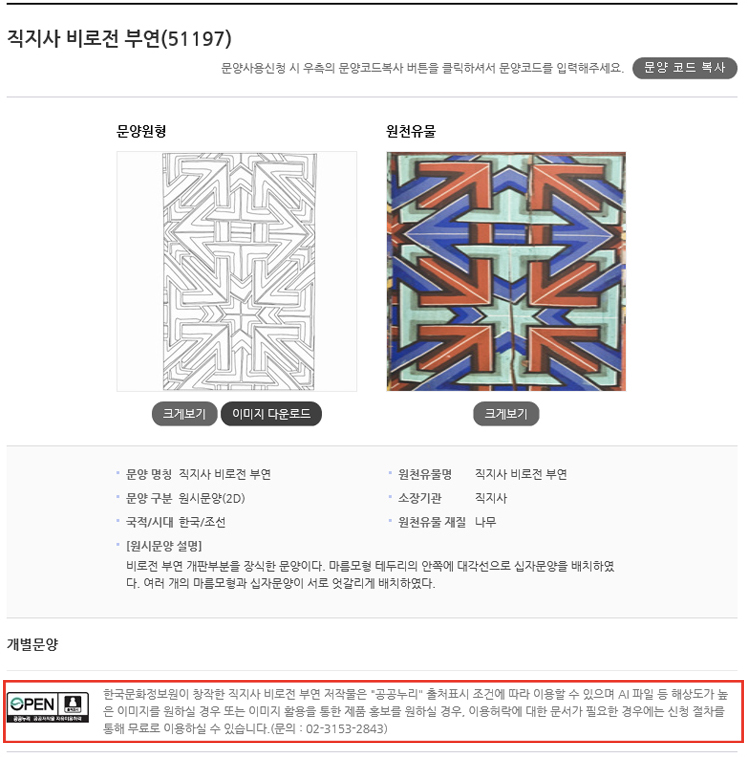 직지사 비로전 부연(51197)
문양사용신청 시 우측의 문양코드복사 버튼을 클릭하셔서 문양코드를 입력해주세요. 문양 코드 복사
문양원형 원천유물
크게보기 이미지 다운로드 크게보기
문양 명칭 직지사 비로전 부연 원천유물명 직지사 비로전 부연
문양 구분 원시문양(2D) 소장기관 직지사
국적/시대 한국/조선 원천유물 재질 나무
[원시문양 설명]
비로전 부연 개판부분을 장식한 문양이다. 마름모형 테두리의 안쪽에 대각선으로 십자문양을 배치하였
다. 여러 개의 마름모형과 십자문양이 서로 엇갈리게 배치하였다.
개별문양
OPEN 출처표시
공공누리 공공저작물 자유이용허락
한국문화정보원이 창작한 직지사 비로전 부연 저작물은 "공공누리" 출처표시 조건에 따라 이용할 수 있으며 AI 파일 등 해상도가 높
은 이미지를 원하실 경우 또는 이미지 활용을 통한 제품 홍보를 원하실 경우, 이용허락에 대한 문서가 필요한 경우에는 신청 절차를
통해 무료로 이용하실 수 있습니다.(문의 : 02-3153-2843)